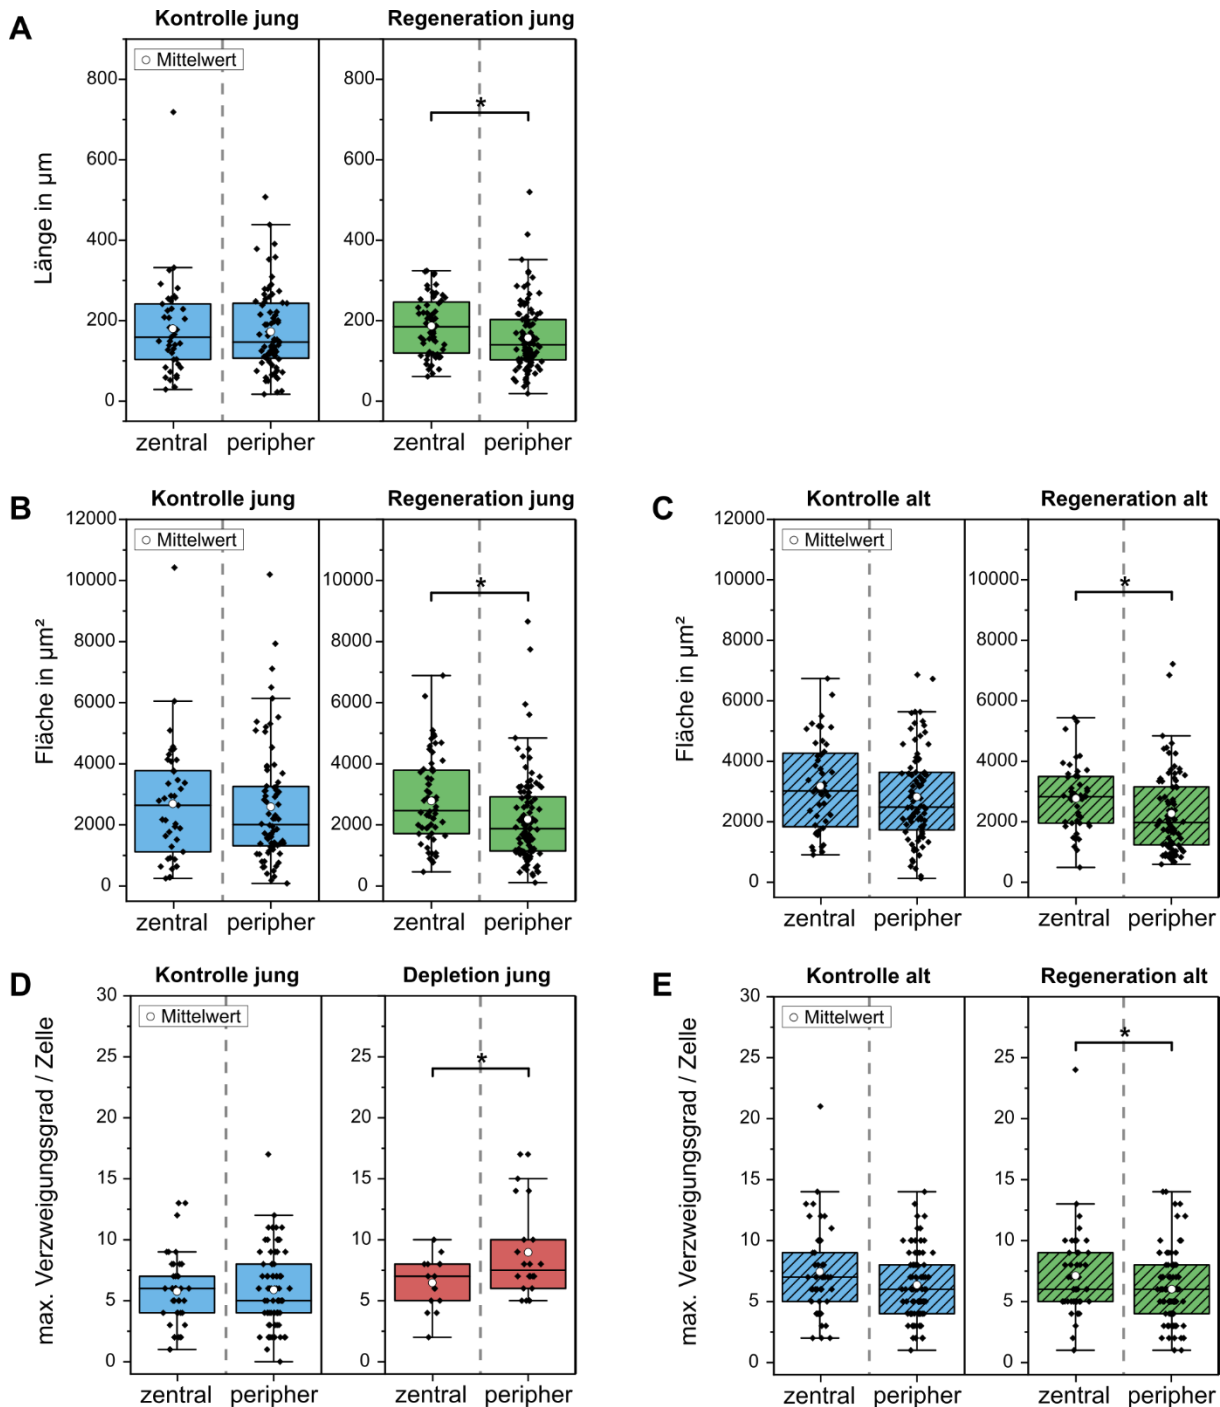 A
Kontrolle jung
Regeneration jung
Mittelwert
Länge in µm
800
600
400
200
0
800
600
400
200
0
*
zentral
peripher
zentral
peripher
B
Kontrolle jung
Regeneration jung
Mittelwert
Fläche in µm²
12000
10000
8000
6000
4000
2000
0
10000
8000
6000
4000
2000
0
*
zentral
peripher
zentral
peripher
C
Kontrolle alt
Regeneration alt
Mittelwert
Fläche in µm²
12000
10000
8000
6000
4000
2000
0
10000
8000
6000
4000
2000
0
*
zentral
peripher
zentral
peripher
D
Kontrolle jung
Depletion jung
Mittelwert
max. Verzweigungsgrad / Zelle
30
25
20
15
10
5
0
25
20
15
10
5
0
*
zentral
peripher
zentral
peripher
E
Kontrolle alt
Regeneration alt
Mittelwert
max. Verzweigungsgrad / Zelle
30
25
20
15
10
5
0
25
20
15
10
5
0
*
zentral
peripher
zentral
peripher